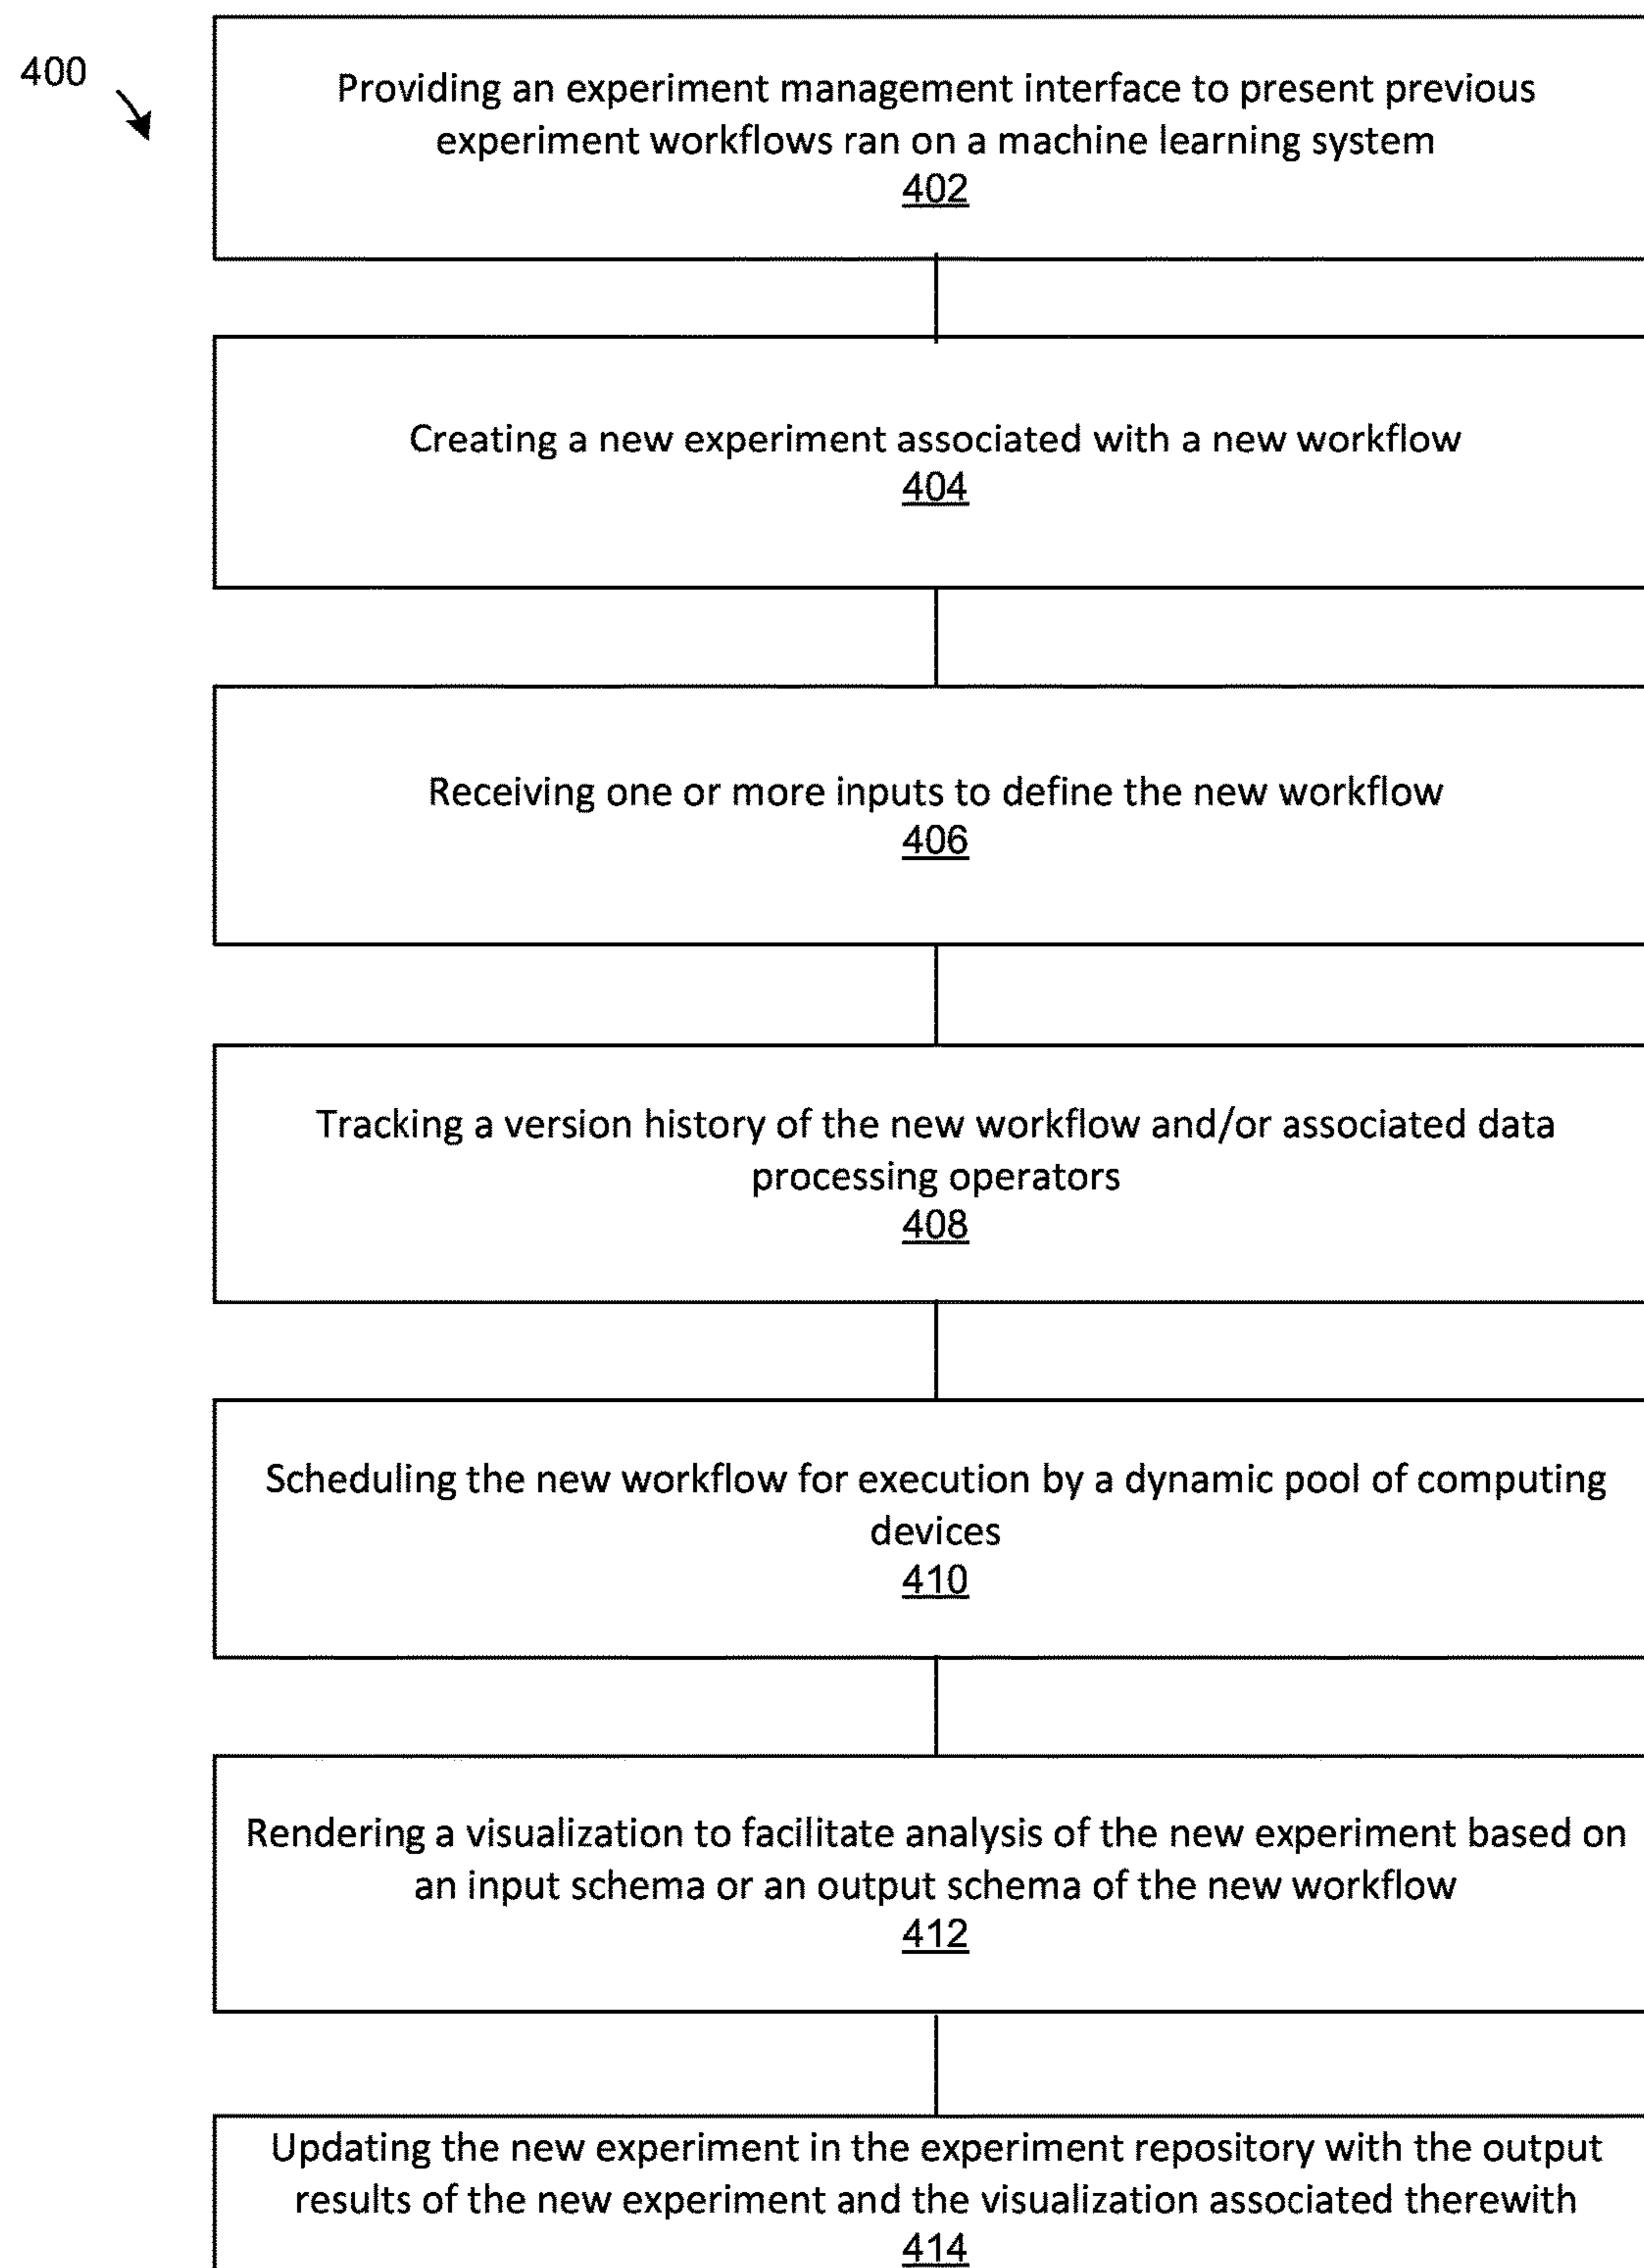 400
Providing an experiment management interface to present previous
experiment workflows ran on a machine learning system
402
Creating a new experiment associated with a new workflow
404
Receiving one or more inputs to define the new workflow
406
Tracking a version history of the new workflow and/or associated data
processing operators
408
Scheduling the new workflow for execution by a dynamic pool of computing
devices
410
Rendering a visualization to facilitate analysis of the new experiment based on
an input schema or an output schema of the new workflow
412
Updating the new experiment in the experiment repository with the output
results of the new experiment and the visualization associated therewith
414